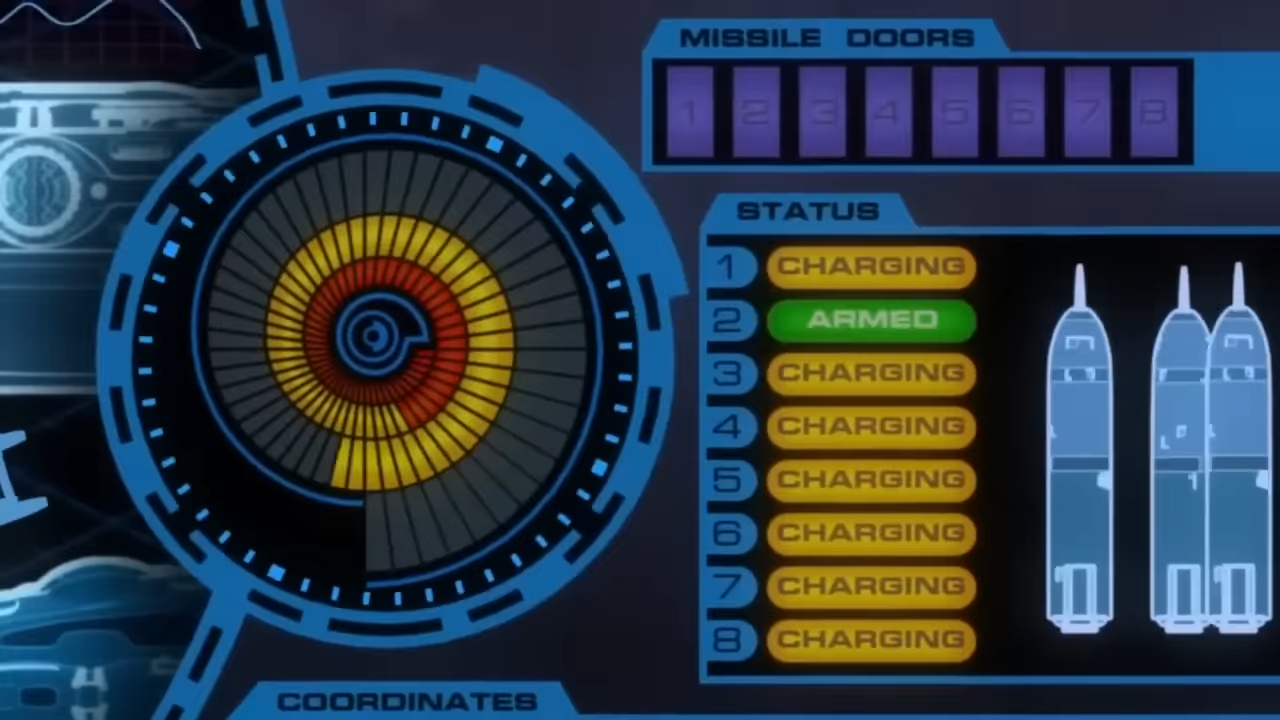 MISSILE DOORS
1 2 3 4 5 6 7 8
STATUS
1 CHARGING
2 ARMED
3 CHARGING
4 CHARGING
5 CHARGING
6 CHARGING
7 CHARGING
8 CHARGING
COORDINATES